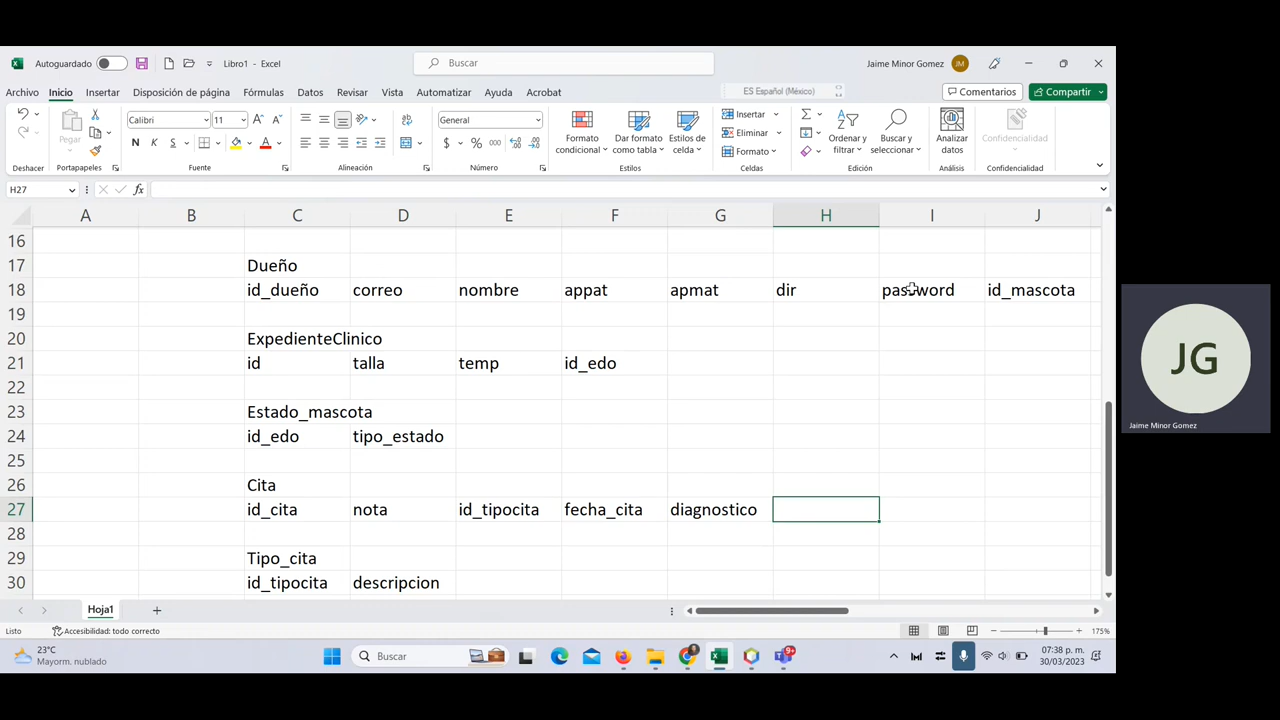 Autoguardado
Libro1 - Excel
Buscar
Jaime Minor Gomez
JM
Archivo Inicio Insertar Disposición de página Fórmulas Datos Revisar Vista Automatizar Ayuda Acrobat
ES Español (México)
Comentarios
Compartir
Pegar
Calibri 11
N K S
General
$ % 000
Formato condicional
Dar formato como tabla
Estilos de celda
Insertar
Eliminar
Formato
Ordenar y filtrar
Buscar y seleccionar
Analizar datos
Confidencialidad
Deshacer Portapapeles Fuente Alineación Número Estilos Celdas Edición Análisis Confidencialidad
H27
fx
A B C D E F G H I J
16
17 Dueño
18 id_dueño correo nombre appat apmat dir password id_mascota
19
20 ExpedienteClinico
21 id talla temp id_edo
22
23 Estado_mascota
24 id_edo tipo_estado
25
26 Cita
27 id_cita nota id_tipocita fecha_cita diagnostico
28
29 Tipo_cita
30 id_tipocita descripcion
Hoja1
Listo
Accesibilidad: todo correcto
175%
23°C
Mayorm. nublado
Buscar
9+
07:38 p. m.
30/03/2023
JG
Jaime Minor Gomez